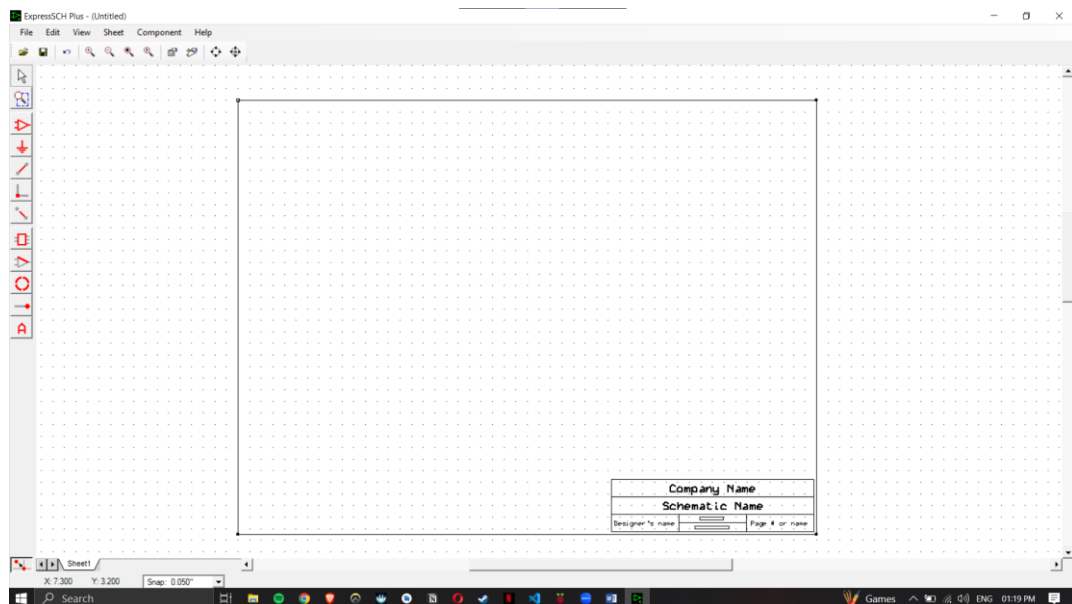 ExpressSCH Plus - (Untitled)
File Edit View Sheet Component Help
Company Name
Schematic Name
Designer's name
Page # or name
Sheet1
X: 7.300 Y: 3.200 Snap: 0.050"
Search
Games
ENG 01:19 PM